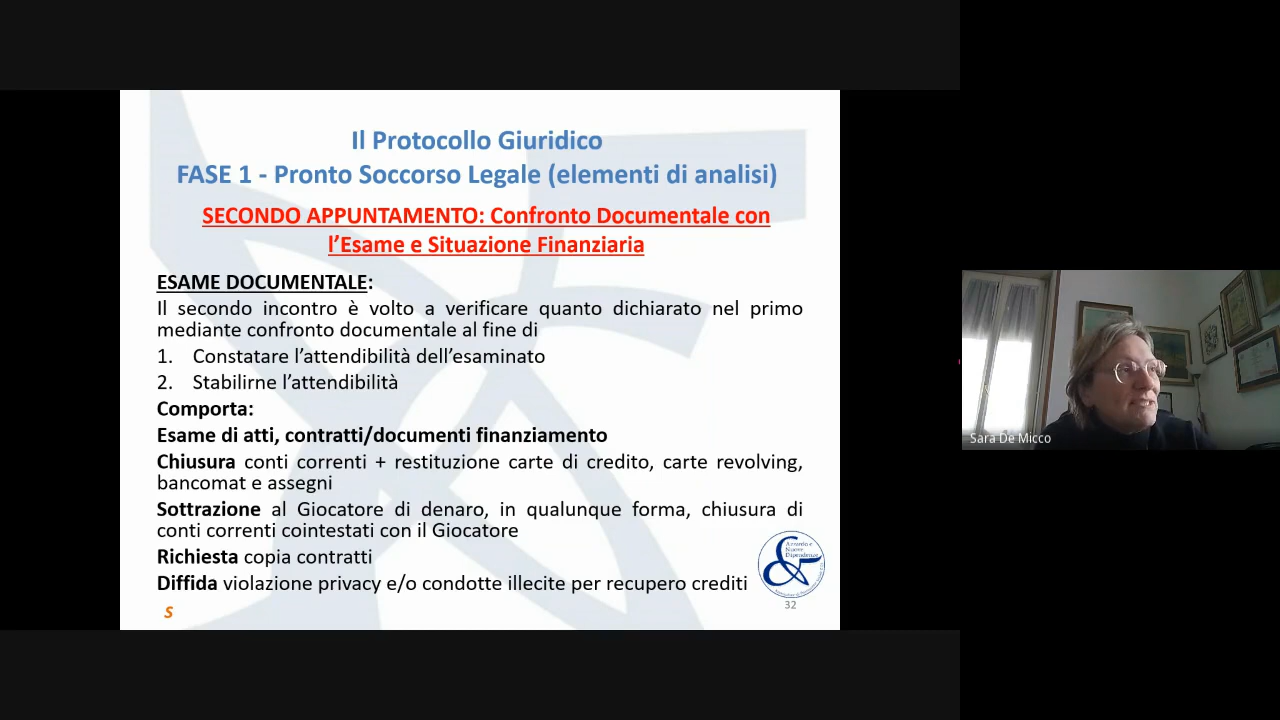 Il Protocollo Giuridico
FASE 1 - Pronto Soccorso Legale (elementi di analisi)
SECONDO APPUNTAMENTO: Confronto Documentale con
l’Esame e Situazione Finanziaria
ESAME DOCUMENTALE:
Il secondo incontro è volto a verificare quanto dichiarato nel primo
mediante confronto documentale al fine di
1. Constatare l’attendibilità dell’esaminato
2. Stabilirne l’attendibilità
Comporta:
Esame di atti, contratti/documenti finanziamento
Chiusura conti correnti + restituzione carte di credito, carte revolving,
bancomat e assegni
Sottrazione al Giocatore di denaro, in qualunque forma, chiusura di
conti correnti cointestati con il Giocatore
Richiesta copia contratti
Diffida violazione privacy e/o condotte illecite per recupero crediti
Azzardo e
Nuove
Dipendenze
32
S
Sara De Micco